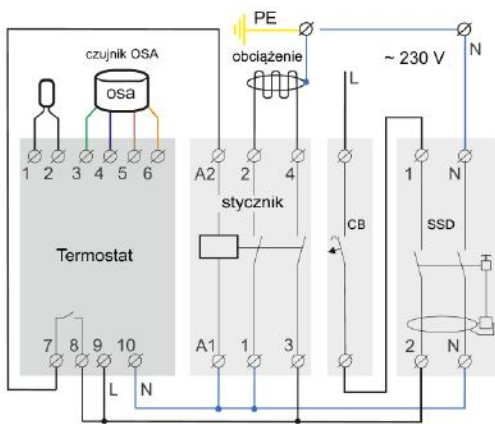 PE
N
czujnik OSA
obciążenie
~ 230 V
osa
L
1 2 3 4 5 6
A2 2 4
1 N
stycznik
CB
SSD
Termostat
7 8 9 10
A1 1 3
2 N
L N